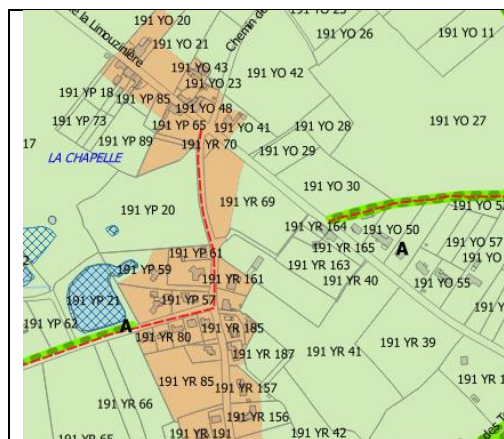 191 YO 20
de la Limouzinière
Chemin de
191 YO 21
191 YO 26
191 YO 11
191 YO 43
191 YO 42
191 YO 23
191 YP 18
191 YP 85
191 YO 48
191 YP 73
191 YP 65
191 YO 41
191 YO 28
191 YO 27
17
191 YP 89
191 YR 70
191 YO 29
LA CHAPELLE
191 YO 30
191 YP 20
191 YR 69
191 YR 164
191 YO 50
191 YO 57
191 YP 61
191 YR 165
A
191 YP 59
191 YR 161
191 YR 163
191 YR 40
191 YO 55
191 YP 21
191 YP 57
191 YP 62
A
191 YR 80
191 YR 185
191 YR 187
191 YR 41
191 YR 39
191 YR 85
191 YR 157
191 YR 66
191 YR 156
191 YR 191
191 YR 42